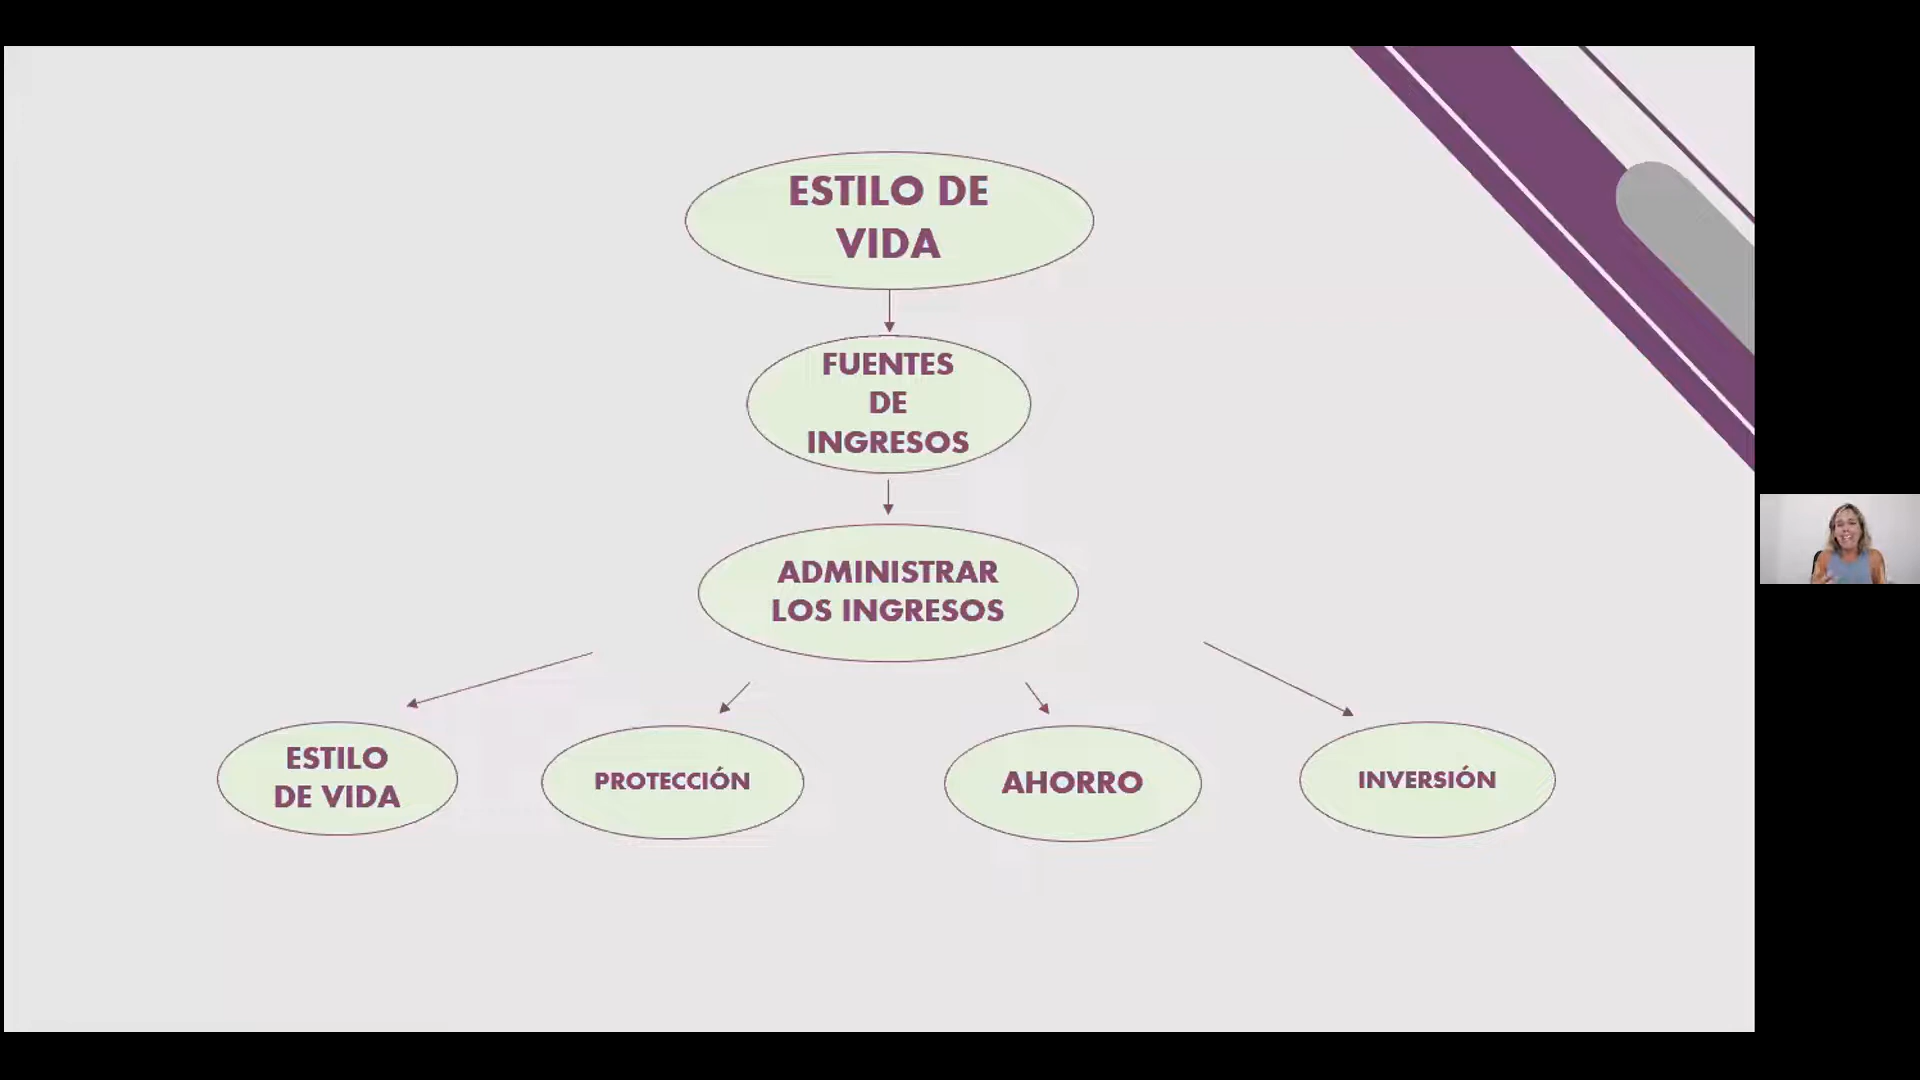 ESTILO DE
VIDA
FUENTES
DE
INGRESOS
ADMINISTRAR
LOS INGRESOS
ESTILO
DE VIDA
PROTECCIÓN
AHORRO
INVERSIÓN